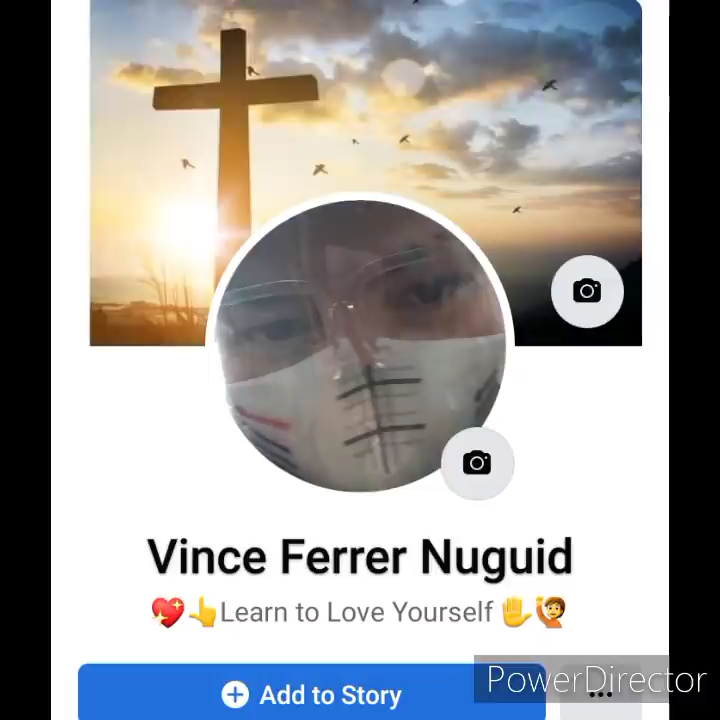 Vince Ferrer Nuguid
💖👆Learn to Love Yourself ✋🙋
Add to Story
PowerDirector